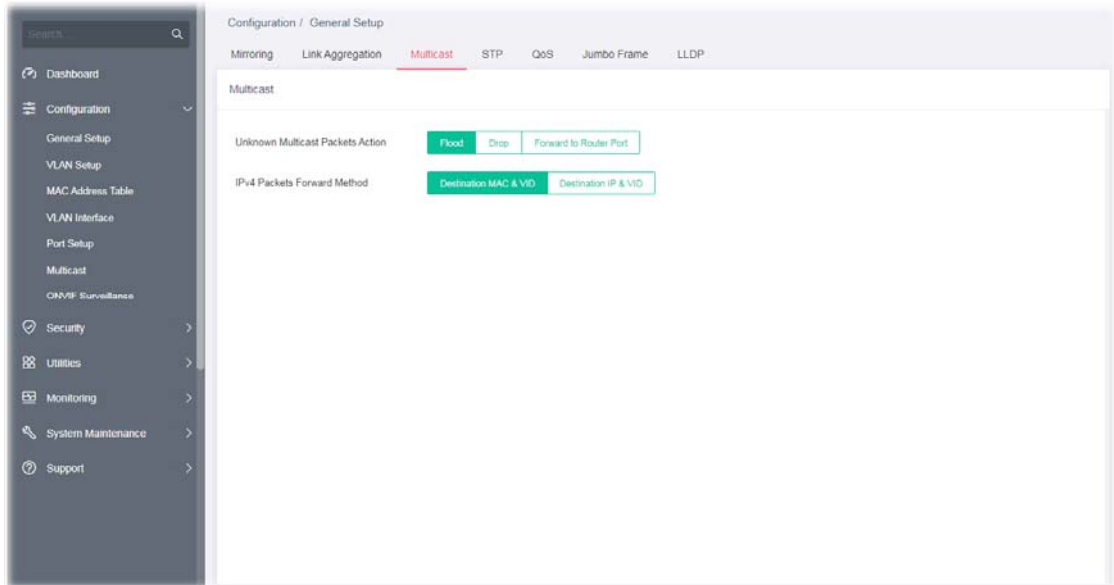 Search...
Dashboard
Configuration
General Setup
VLAN Setup
MAC Address Table
VLAN Interface
Port Setup
Multicast
ONVIF Surveillance
Security
Utilities
Monitoring
System Maintenance
Support
Configuration / General Setup
Mirroring Link Aggregation Multicast STP QoS Jumbo Frame LLDP
Multicast
Unknown Multicast Packets Action Flood Drop Forward to Router Port
IPv4 Packets Forward Method Destination MAC & VID Destination IP & VID